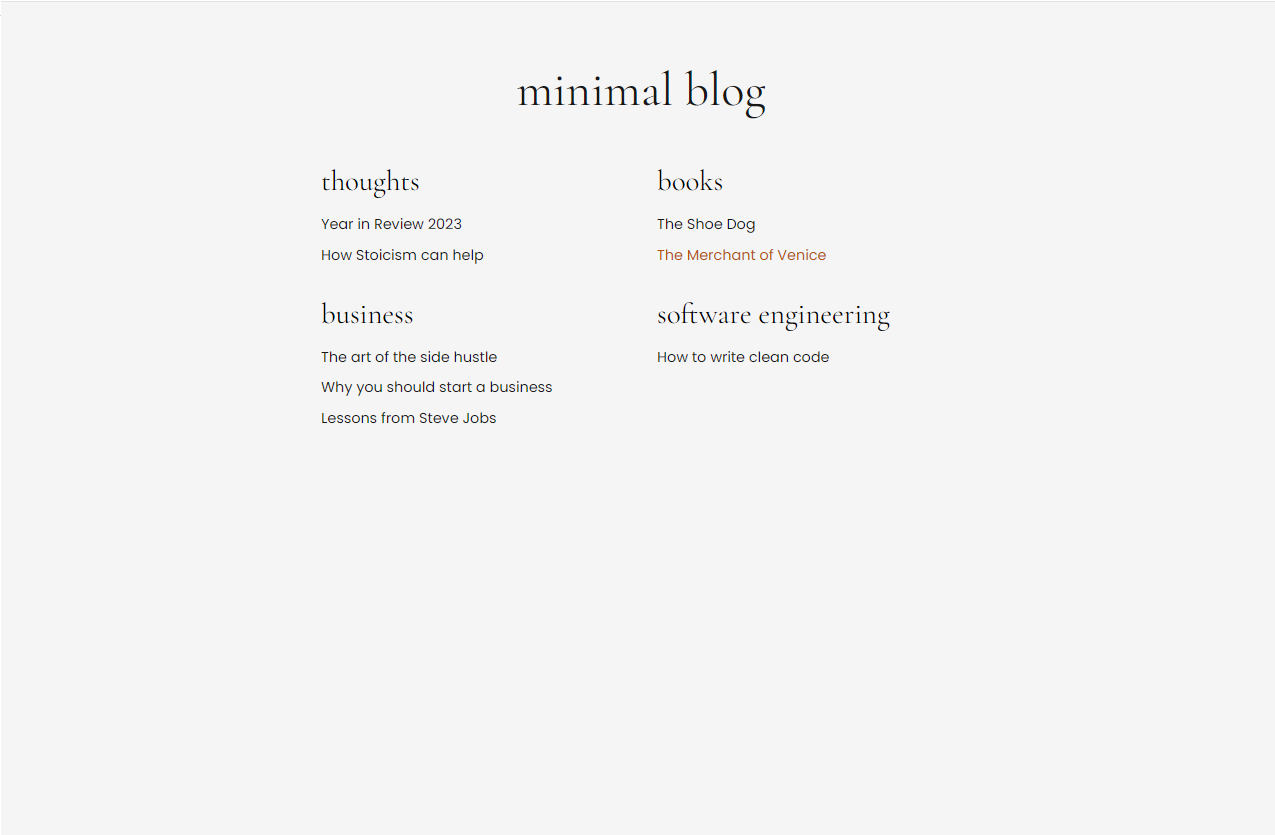 minimal blog
thoughts
Year in Review 2023
How Stoicism can help
books
The Shoe Dog
The Merchant of Venice
business
The art of the side hustle
Why you should start a business
Lessons from Steve Jobs
software engineering
How to write clean code